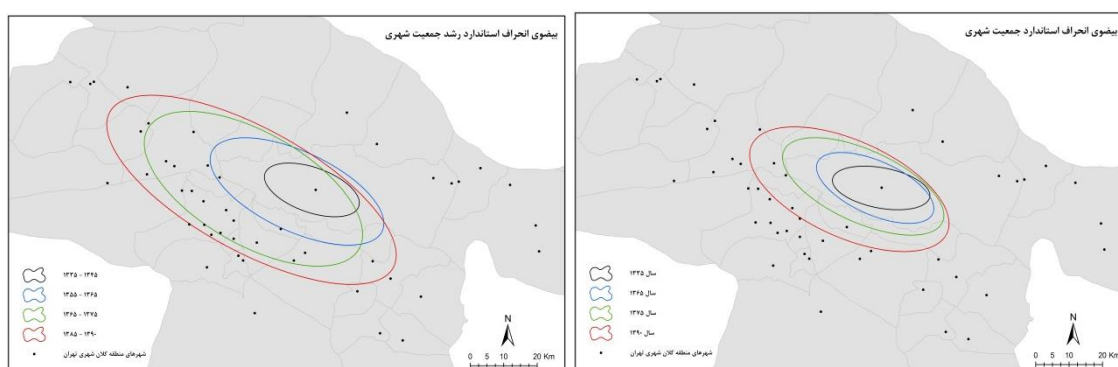 بیضوی انحراف استاندارد جمعیت شهری
سال ۱۳۳۵
سال ۱۳۶۵
سال ۱۳۷۵
سال ۱۳۹۰
شهرهای منطقه کلان شهری تهران
N
0 5 10 20 Km
بیضوی انحراف استاندارد رشد جمعیت شهری
۱۳۳۵ - ۱۳۴۵
۱۳۵۵ - ۱۳۶۵
۱۳۶۵ - ۱۳۷۵
۱۳۸۵ - ۱۳۹۰
شهرهای منطقه کلان شهری تهران
N
0 5 10 20 Km